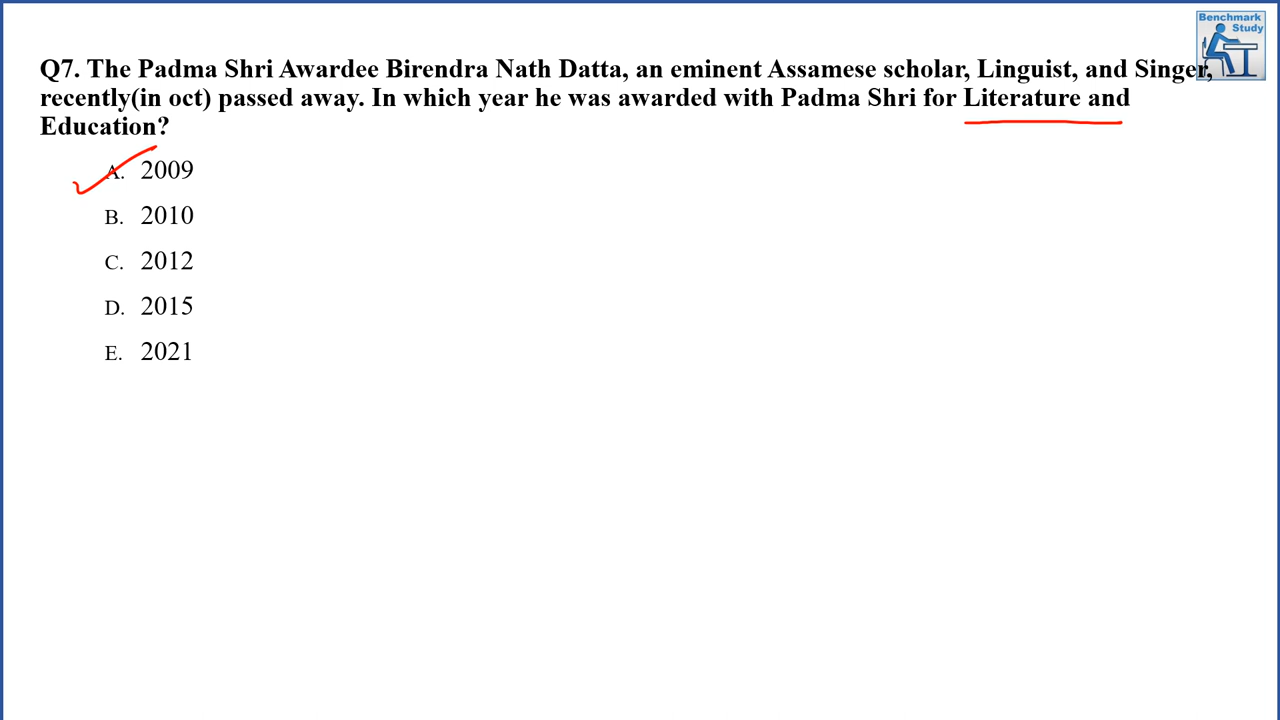 Benchmark
Study
Q7. The Padma Shri Awardee Birendra Nath Datta, an eminent Assamese scholar, Linguist, and Singer,
recently(in oct) passed away. In which year he was awarded with Padma Shri for Literature and
Education?
A. 2009
B. 2010
C. 2012
D. 2015
E. 2021